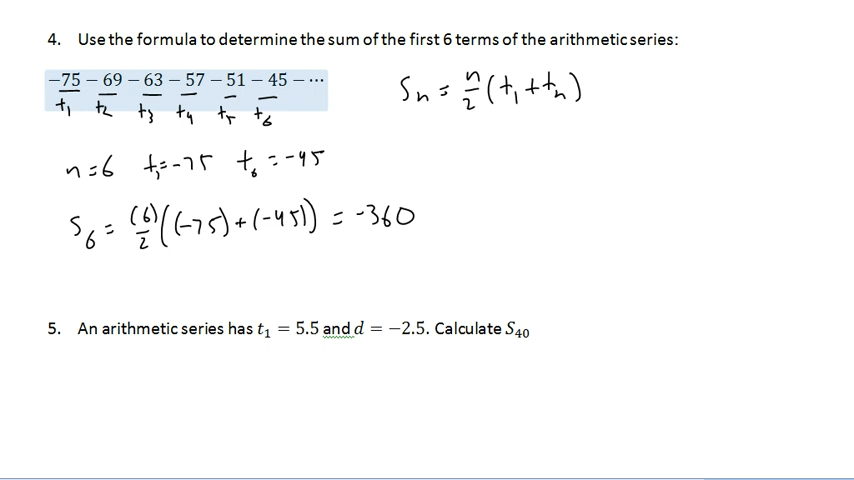 4. Use the formula to determine the sum of the first 6 terms of the arithmetic series:
−75 − 69 − 63 − 57 − 51 − 45 − ⋯
t₁ t₂ t₃ t₄ t₅ t₆
Sₙ = n/2 (t₁ + tₙ)
n = 6 t₁ = −75 t₆ = −45
S₆ = (6)/2 ((−75) + (−45)) = −360
5. An arithmetic series has t₁ = 5.5 and d = −2.5. Calculate S₄₀